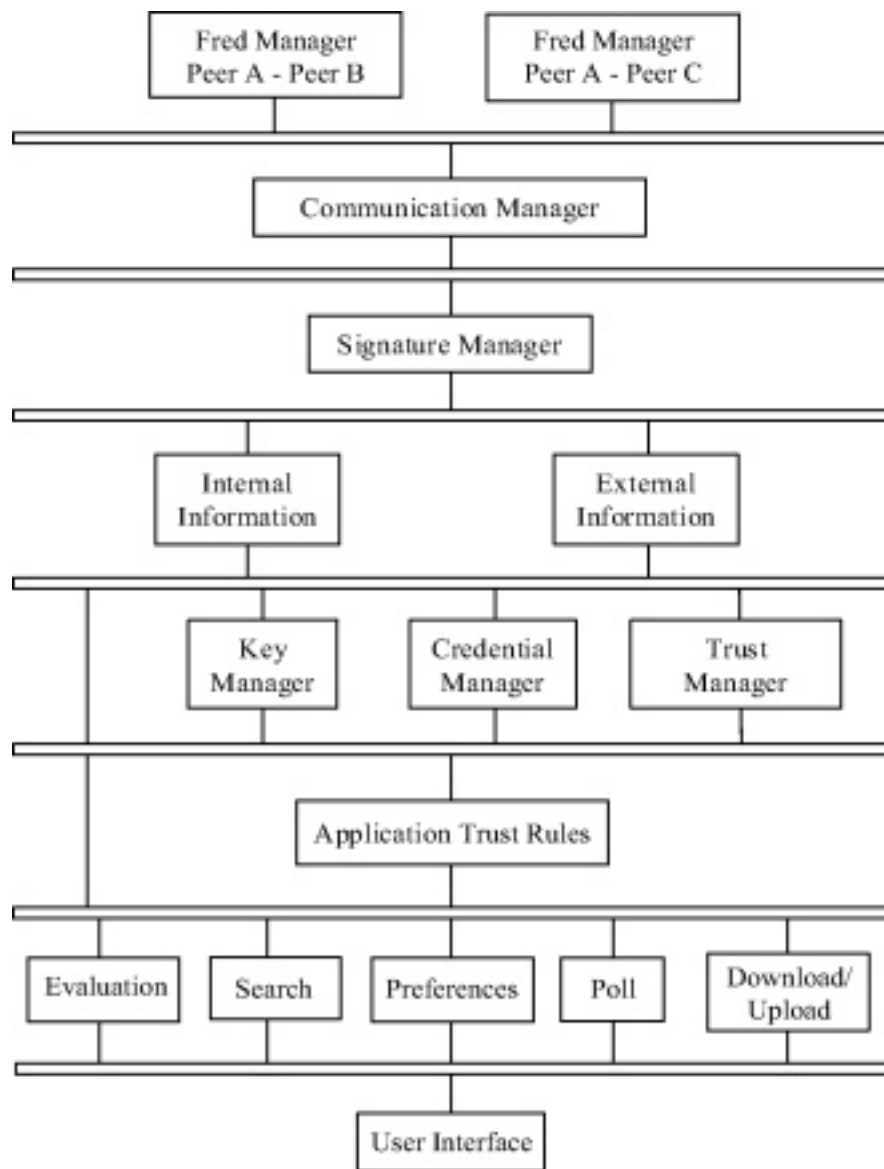 Fred Manager
Peer A - Peer B
Fred Manager
Peer A - Peer C
Communication Manager
Signature Manager
Internal
Information
External
Information
Key
Manager
Credential
Manager
Trust
Manager
Application Trust Rules
Evaluation
Search
Preferences
Poll
Download/
Upload
User Interface